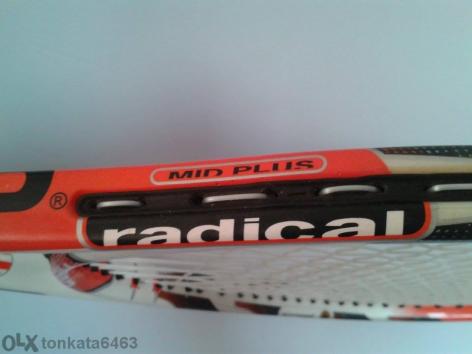 MID PLUS
®
radical
OLX tonkata6463